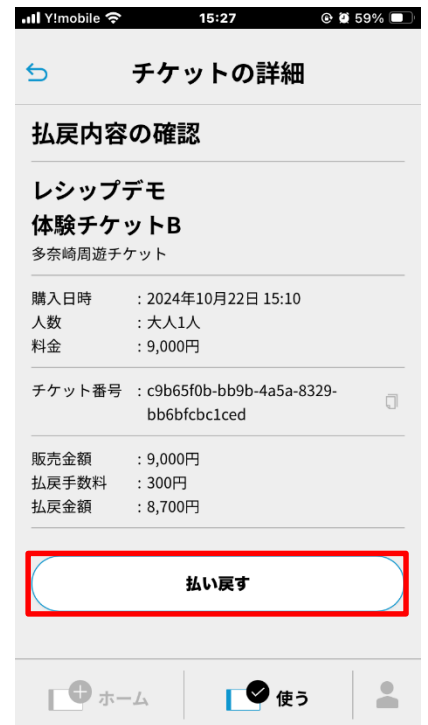 Y!mobile 15:27 59%
チケットの詳細
払戻内容の確認
レシップデモ
体験チケットB
多奈崎周遊チケット
購入日時 : 2024年10月22日 15:10
人数 : 大人1人
料金 : 9,000円
チケット番号 : c9b65f0b-bb9b-4a5a-8329-
bb6bfcbc1ced
販売金額 : 9,000円
払戻手数料 : 300円
払戻金額 : 8,700円
払い戻す
ホーム 使う